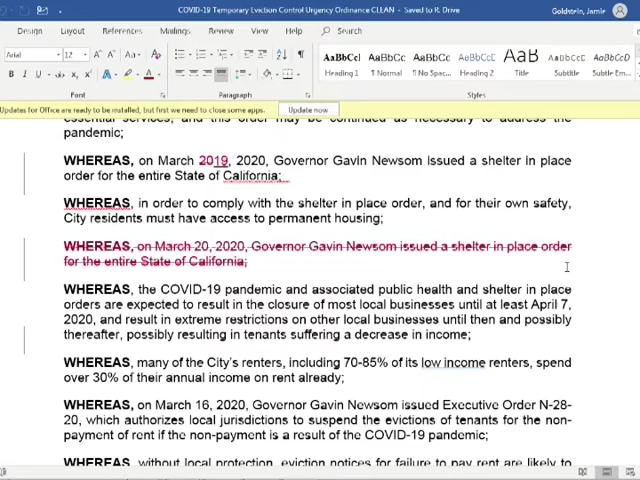 COVID-19 Temporary Eviction Control Urgency Ordinance CLEAN - Saved to R: Drive
Goldstein, Jamie
Design Layout References Mailings Review View Help Search
Arial 12
AaBbC AaBbCc AaBbCc AaBbCc AaB AaBbCc AaBbCc
Heading 1 ¶ Normal ¶ No Spac... Heading 2 Title Subtitle Subtle Em...
Font Paragraph Styles
Updates for Office are ready to be installed, but first we need to close some apps. Update now
essential services, and this order may be continued as necessary to address the
pandemic;
WHEREAS, on March 2019, 2020, Governor Gavin Newsom issued a shelter in place
order for the entire State of California;
WHEREAS, in order to comply with the shelter in place order, and for their own safety,
City residents must have access to permanent housing;
WHEREAS, on March 20, 2020, Governor Gavin Newsom issued a shelter in place order
for the entire State of California;
WHEREAS, the COVID-19 pandemic and associated public health and shelter in place
orders are expected to result in the closure of most local businesses until at least April 7,
2020, and result in extreme restrictions on other local businesses until then and possibly
thereafter, possibly resulting in tenants suffering a decrease in income;
WHEREAS, many of the City's renters, including 70-85% of its low income renters, spend
over 30% of their annual income on rent already;
WHEREAS, on March 16, 2020, Governor Gavin Newsom issued Executive Order N-28-
20, which authorizes local jurisdictions to suspend the evictions of tenants for the non-
payment of rent if the non-payment is a result of the COVID-19 pandemic;
WHEREAS, without local protection, eviction notices for failure to pay rent are likely to